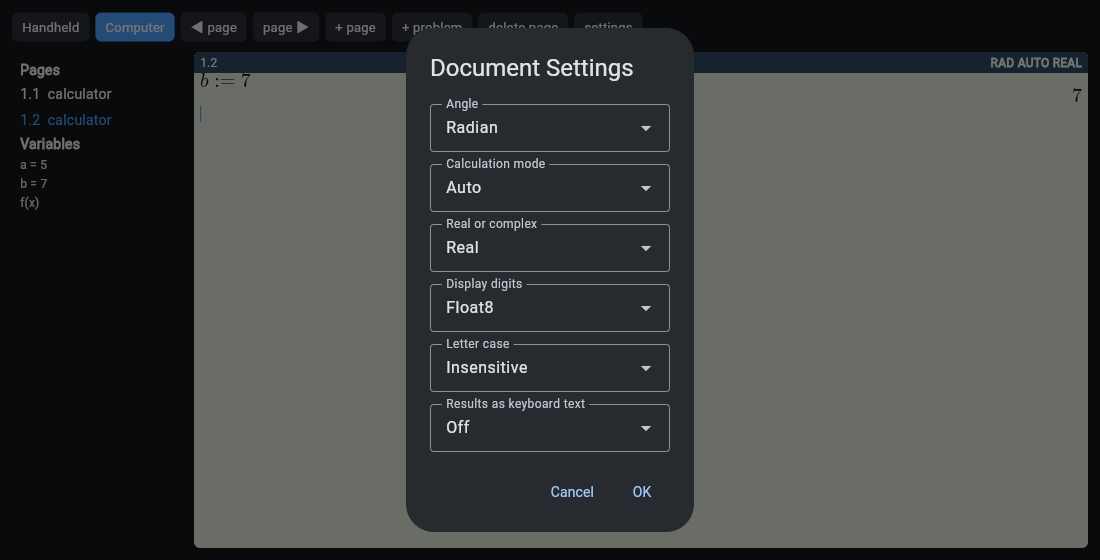 Handheld Computer ◀ page page ▶ + page + problem delete page settings
Pages
1.1 calculator
1.2 calculator
Variables
a = 5
b = 7
f(x)
1.2 RAD AUTO REAL
b := 7
7
Document Settings
Angle
Radian
Calculation mode
Auto
Real or complex
Real
Display digits
Float8
Letter case
Insensitive
Results as keyboard text
Off
Cancel OK